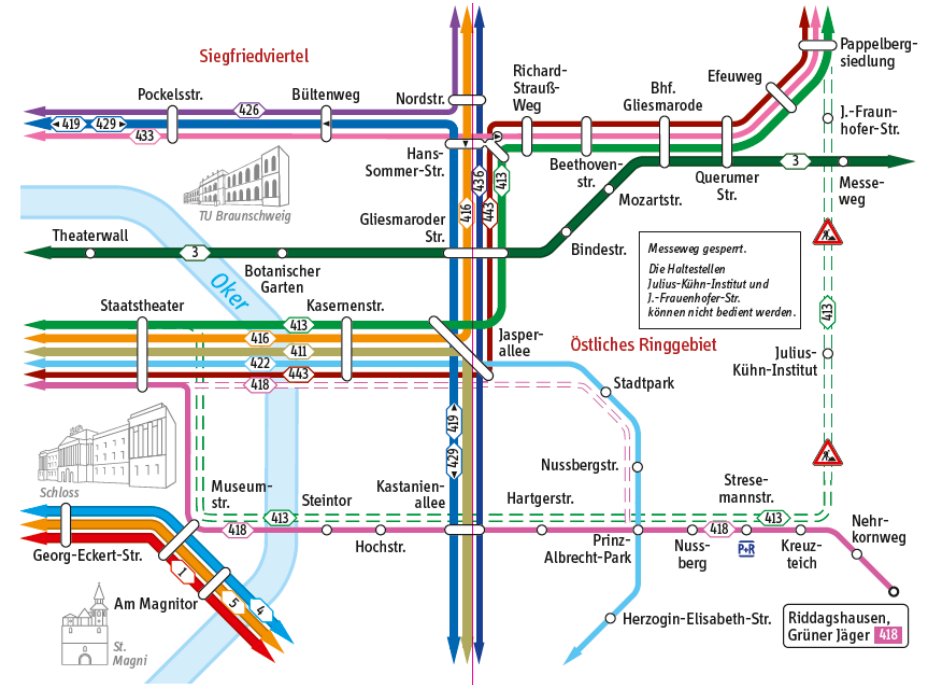 Siegfriedviertel
Pockelsstr.
426
Bültenweg
Nordstr.
Richard-
Strauß-
Weg
Bhf.
Gliesmarode
Efeuweg
Pappelberg-
siedlung
419
429
433
J.-Fraun-
hofer-Str.
Hans-
Sommer-Str.
436
413
416
443
Beethoven-
str.
Mozartstr.
Querumer
Str.
3
Messe-
weg
TU Braunschweig
Gliesmaroder
Str.
Theaterwall
3
Botanischer
Garten
Bindestr.
Messeweg gesperrt.
Die Haltestellen
Julius-Kühn-Institut und
J.-Frauenhofer-Str.
können nicht bedient werden.
Oker
Staatstheater
Kasernenstr.
413
416
411
422
443
418
Jasper-
allee
Östliches Ringgebiet
413
Julius-
Kühn-Institut
Stadtpark
419
429
Schloss
Museum-
str.
Steintor
Kastanien-
allee
Hartgerstr.
Nussbergstr.
Strese-
mannstr.
413
413
418
Hochstr.
Prinz-
Albrecht-Park
Nuss-
berg
418
P+R
Kreuz-
teich
Nehr-
kornweg
Georg-Eckert-Str.
1
5
4
Am Magnitor
St.
Magni
Herzogin-Elisabeth-Str.
Riddagshausen,
Grüner Jäger 418